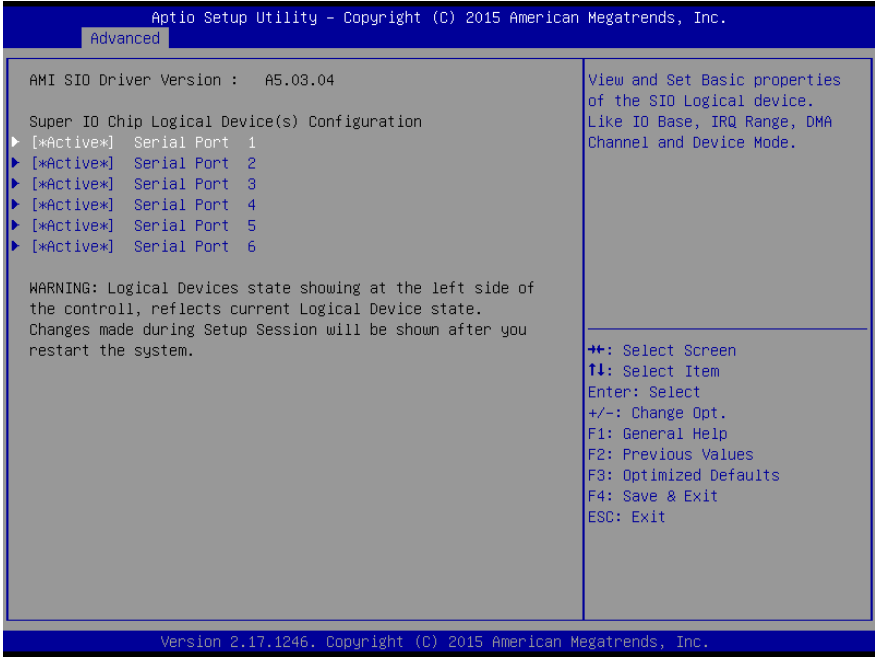 Aptio Setup Utility – Copyright (C) 2015 American Megatrends, Inc.
Advanced
AMI SIO Driver Version :   A5.03.04
Super IO Chip Logical Device(s) Configuration
[*Active*]  Serial Port  1
[*Active*]  Serial Port  2
[*Active*]  Serial Port  3
[*Active*]  Serial Port  4
[*Active*]  Serial Port  5
[*Active*]  Serial Port  6
WARNING: Logical Devices state showing at the left side of
the controll, reflects current Logical Device state.
Changes made during Setup Session will be shown after you
restart the system.
View and Set Basic properties
of the SIO Logical device.
Like IO Base, IRQ Range, DMA
Channel and Device Mode.
→←: Select Screen
↑↓: Select Item
Enter: Select
+/-: Change Opt.
F1: General Help
F2: Previous Values
F3: Optimized Defaults
F4: Save & Exit
ESC: Exit
Version 2.17.1246. Copyright (C) 2015 American Megatrends, Inc.